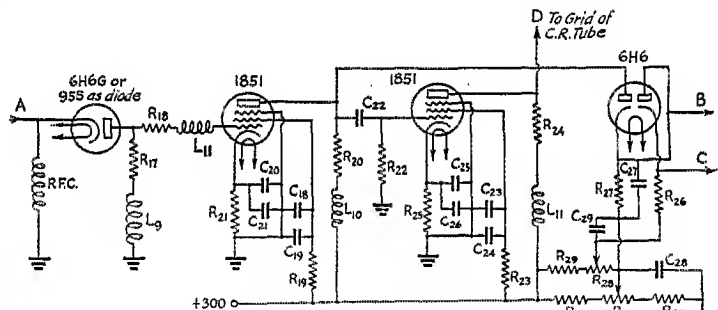 D To Grid of
C.R. Tube
6H6G or
955 as diode
1851
1851
6H6
A
R18
L11
R17
L9
R.F.C.
C20
C21
C18
C19
R21
R19
C22
R20
L10
R22
C25
C26
C23
C24
R25
R23
R24
L11
B
C
C27
R27
R26
C29
R29
R28
C28
+300